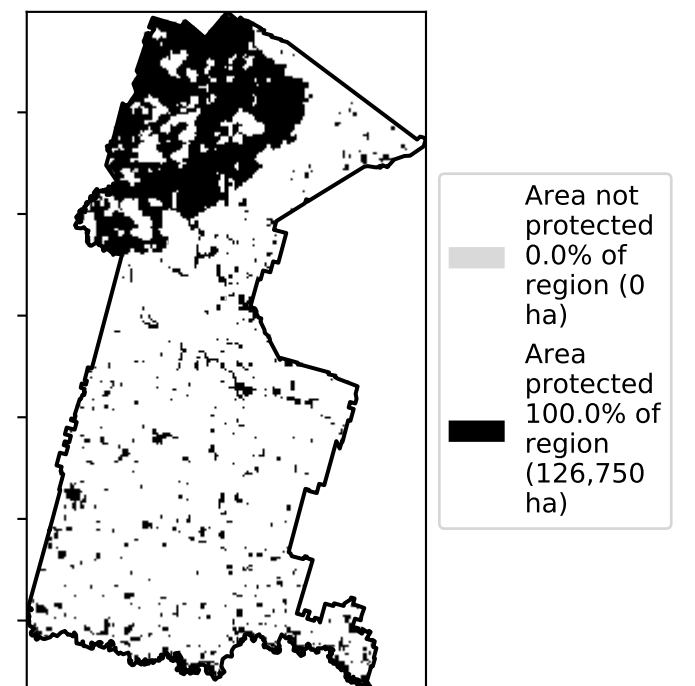 Area not
protected
0.0% of
region (0
ha)
Area
protected
100.0% of
region
(126,750
ha)